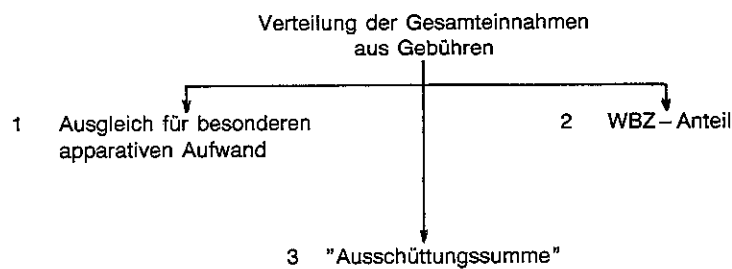 Verteilung der Gesamteinnahmen
aus Gebühren
1 Ausgleich für besonderen
apparativen Aufwand
2 WBZ-Anteil
3 "Ausschüttungssumme"